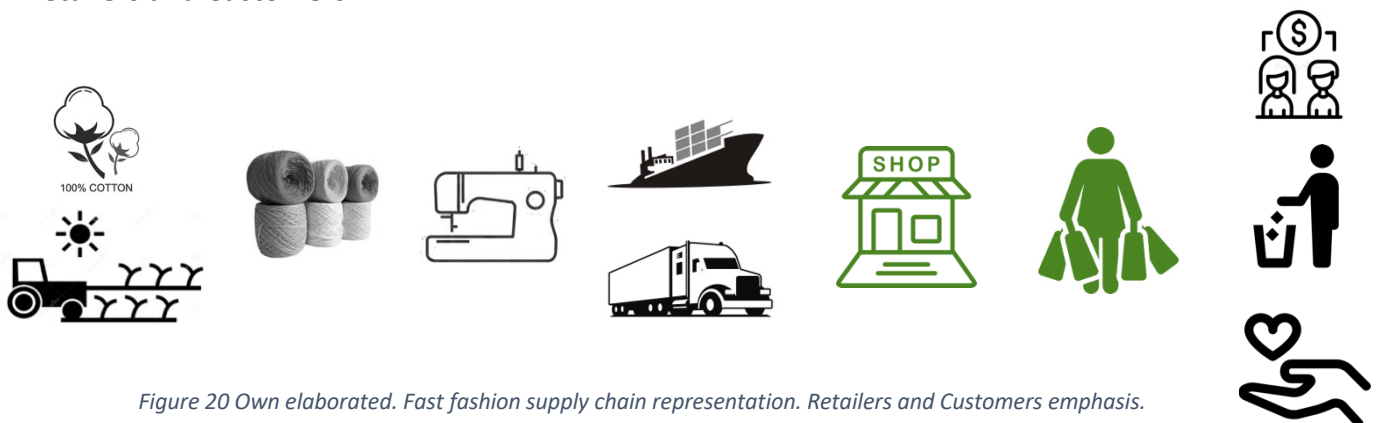 100% COTTON
SHOP
$
Figure 20 Own elaborated. Fast fashion supply chain representation. Retailers and Customers emphasis.